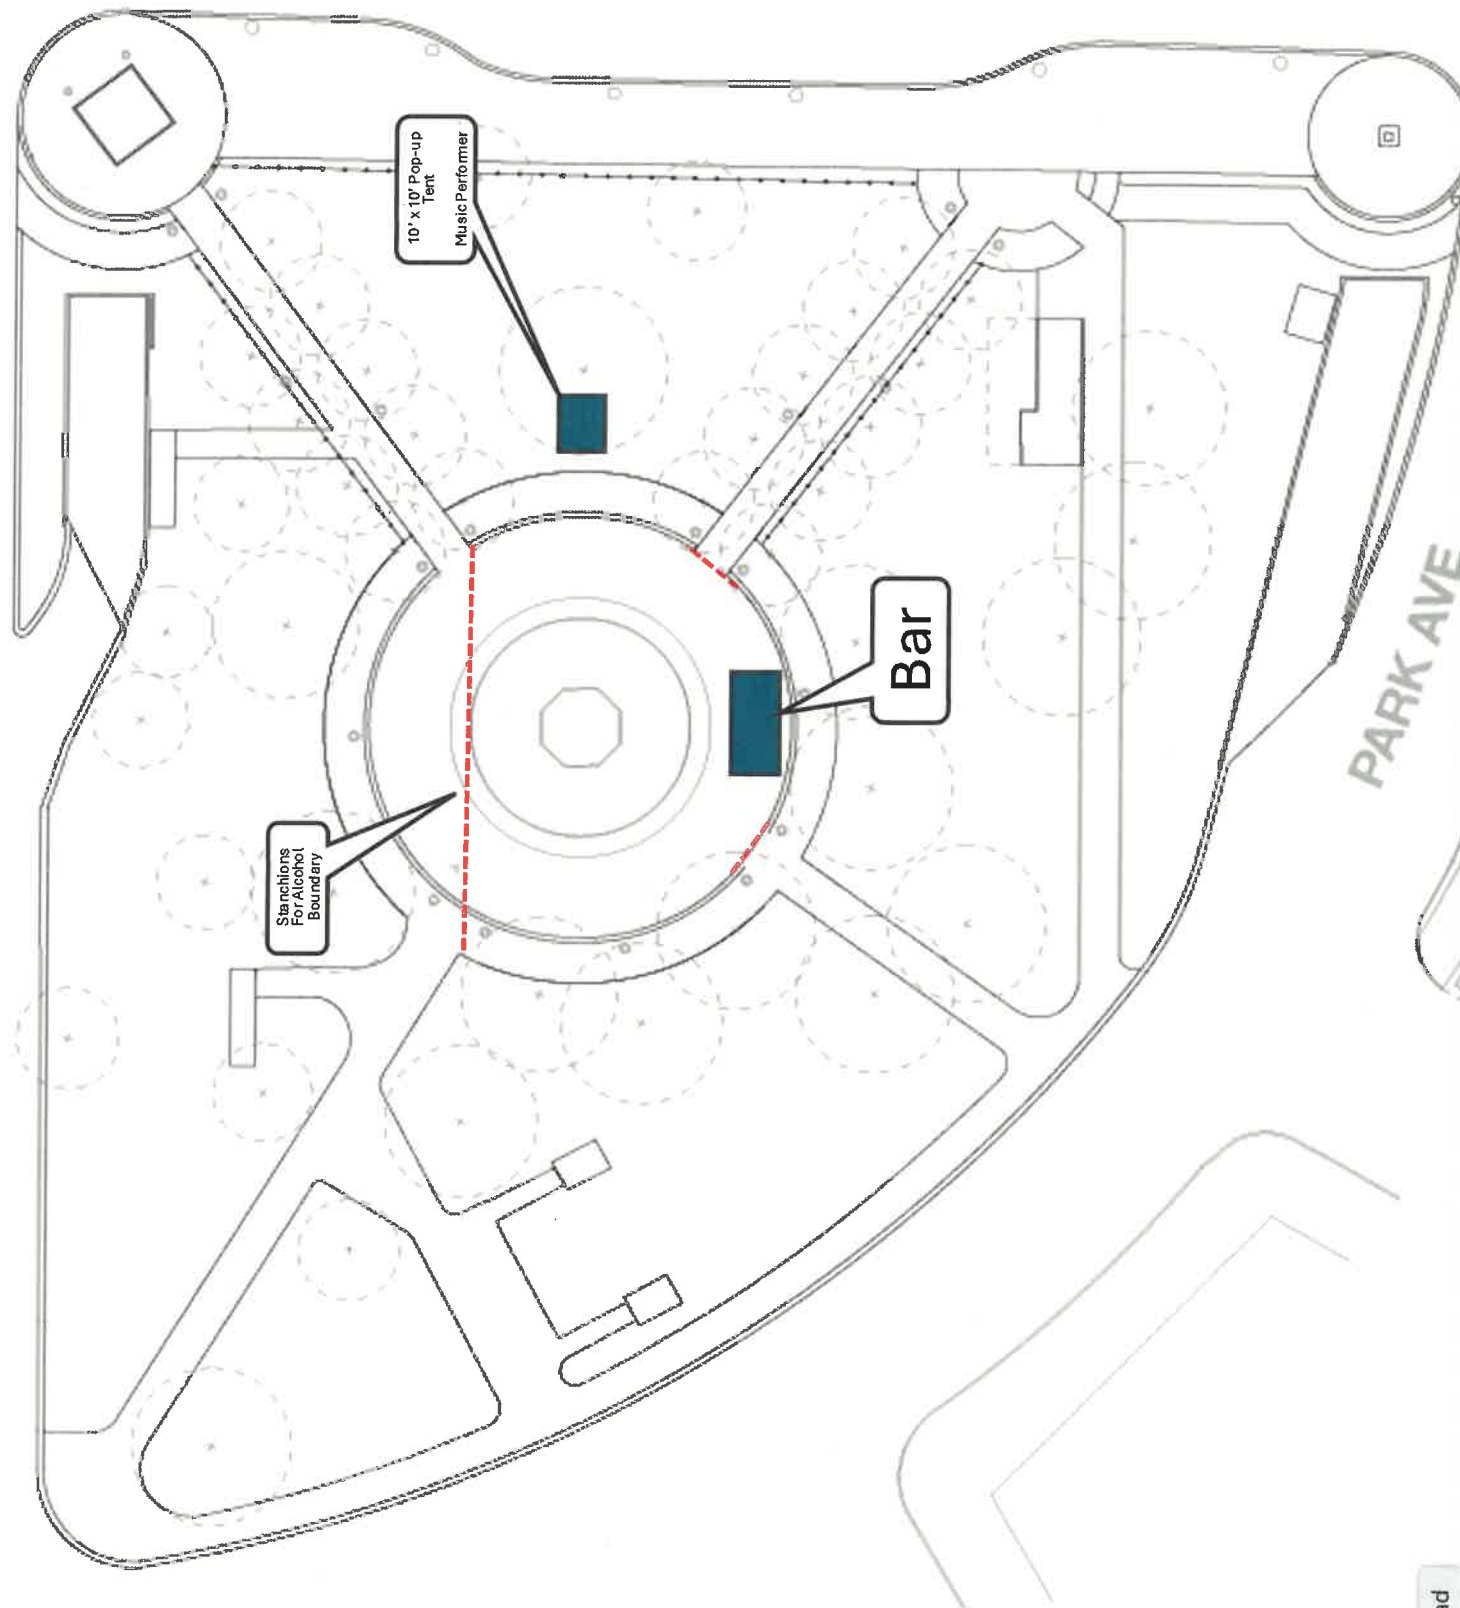 10' x 10' Pop-up
Tent
Music Performer
Stanchions
For Alcohol
Boundary
Bar
PARK AVE